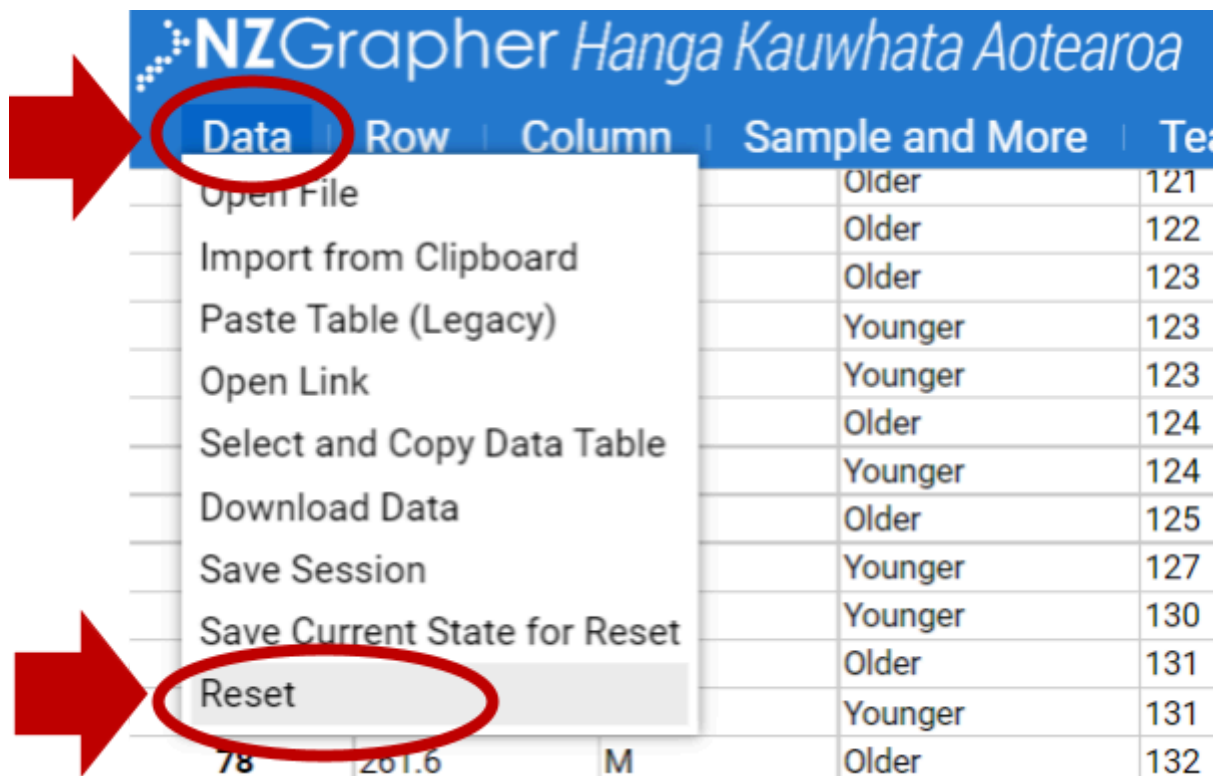 NZGrapher Hanga Kauwhata Aotearoa
Data Row Column Sample and More Tea
Open File
Import from Clipboard
Paste Table (Legacy)
Open Link
Select and Copy Data Table
Download Data
Save Session
Save Current State for Reset
Reset
Older 121
Older 122
Older 123
Younger 123
Younger 123
Older 124
Younger 124
Older 125
Younger 127
Younger 130
Older 131
Younger 131
78 261.6 M Older 132